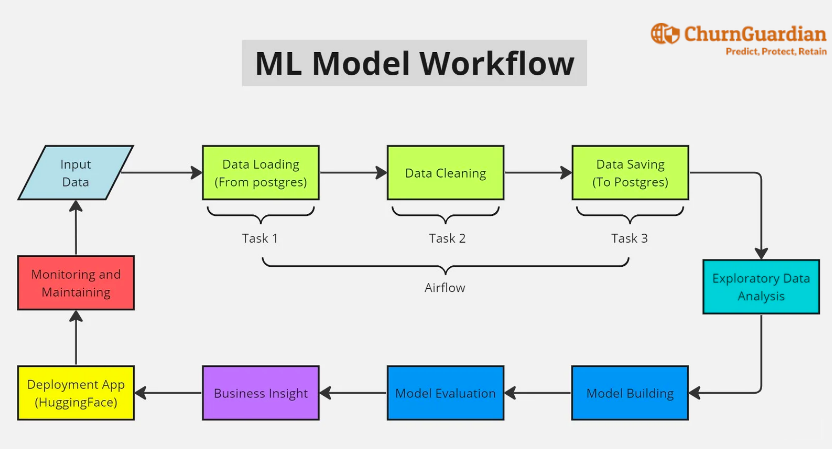 ChurnGuardian
Predict, Protect, Retain
ML Model Workflow
Input
Data
Data Loading
(From postgres)
Data Cleaning
Data Saving
(To Postgres)
Task 1
Task 2
Task 3
Airflow
Exploratory Data
Analysis
Monitoring and
Maintaining
Deployment App
(HuggingFace)
Business Insight
Model Evaluation
Model Building